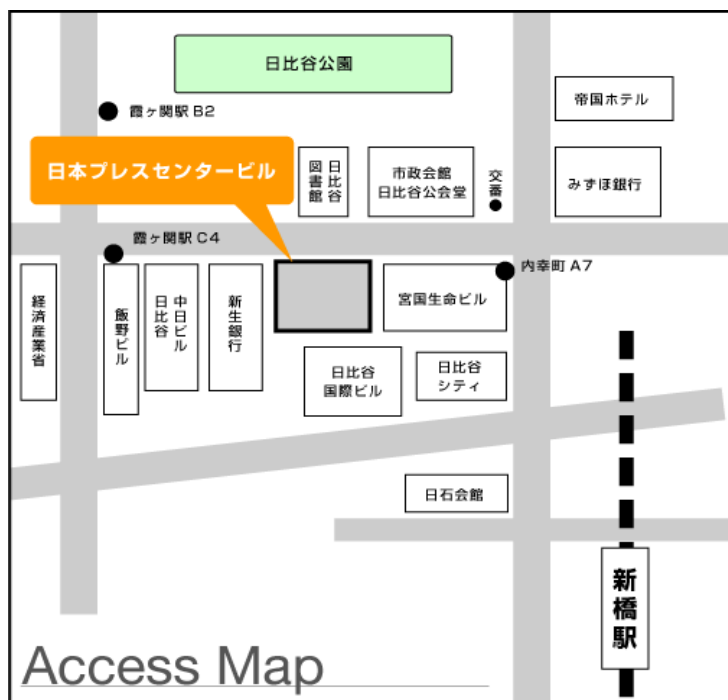 日比谷公園
霞ヶ関駅 B2
帝国ホテル
日本プレスセンタービル
日比谷
図書館
市政会館
日比谷公会堂
交番
みずほ銀行
霞ヶ関駅 C4
内幸町 A7
経済産業省
飯野ビル
中日ビル
日比谷
新生銀行
宮国生命ビル
日比谷
国際ビル
日比谷
シティ
日石会館
新橋駅
Access Map